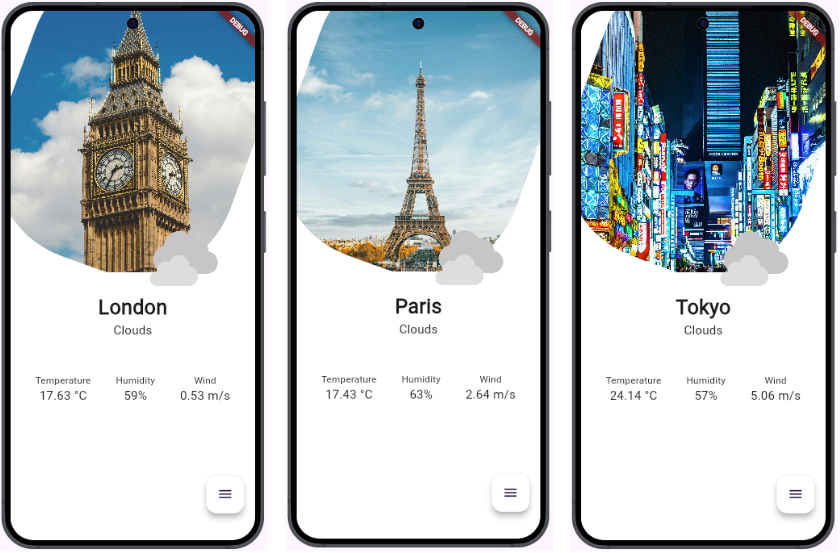 DEBUG
London
Clouds
Temperature Humidity Wind
17.63 °C 59% 0.53 m/s
DEBUG
Paris
Clouds
Temperature Humidity Wind
17.43 °C 63% 2.64 m/s
DEBUG
Tokyo
Clouds
Temperature Humidity Wind
24.14 °C 57% 5.06 m/s